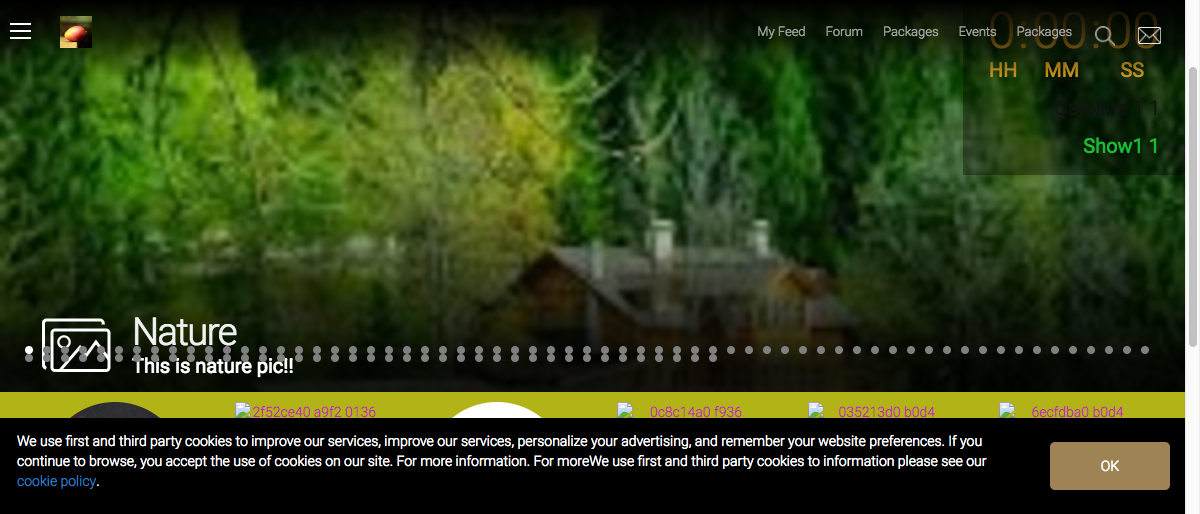 My Feed Forum Packages Events Packages
0:00:00
HH MM SS
Show1 1
Nature
This is nature pic!!
2f52ce40 a9f2 0136
0c8c14a0 f936
035213d0 b0d4
6ecfdba0 b0d4
We use first and third party cookies to improve our services, improve our services, personalize your advertising, and remember your website preferences. If you
continue to browse, you accept the use of cookies on our site. For more information. For moreWe use first and third party cookies to information please see our
cookie policy.
OK